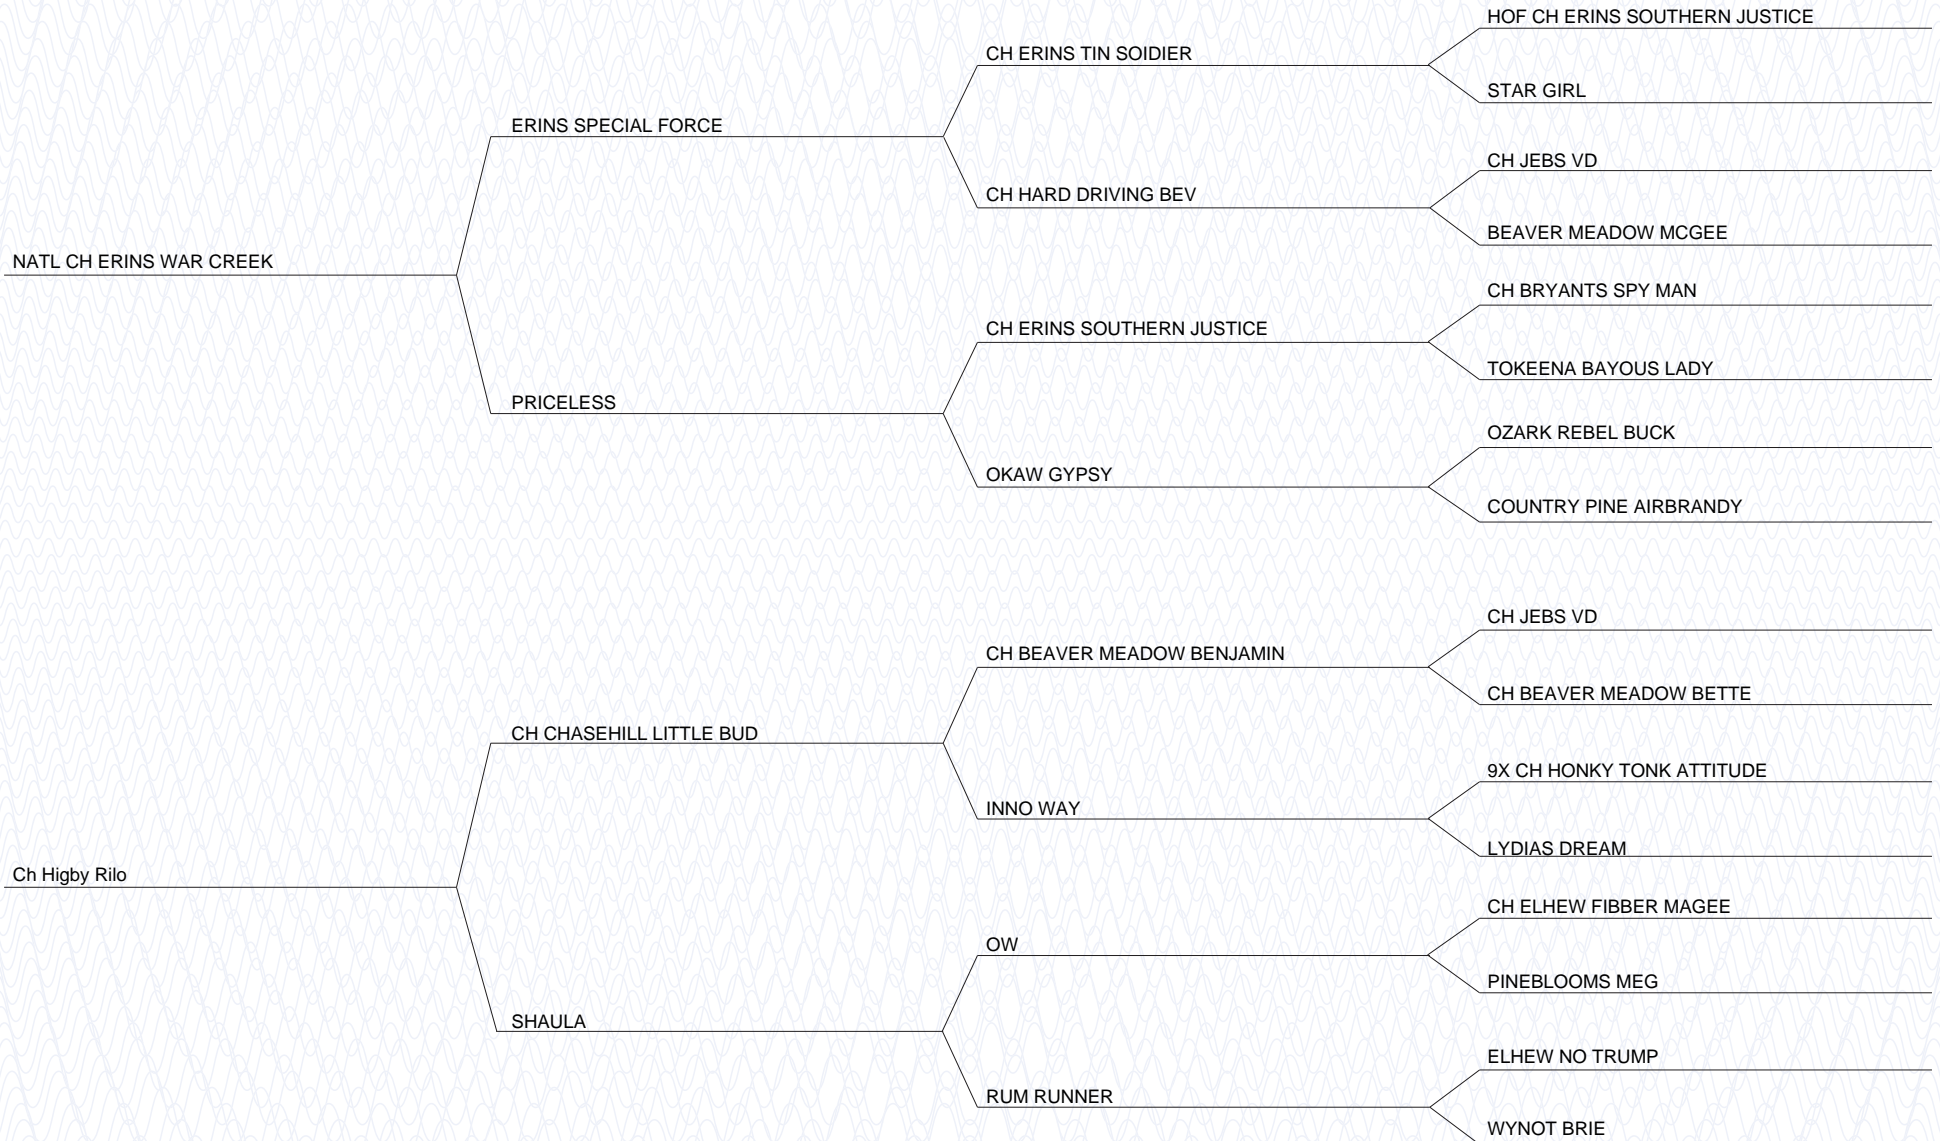 HOF CH ERINS SOUTHERN JUSTICE
CH ERINS TIN SOIDIER
STAR GIRL
ERINS SPECIAL FORCE
CH JEBS VD
CH HARD DRIVING BEV
BEAVER MEADOW MCGEE
NATL CH ERINS WAR CREEK
CH BRYANTS SPY MAN
CH ERINS SOUTHERN JUSTICE
TOKEENA BAYOUS LADY
PRICELESS
OZARK REBEL BUCK
OKAW GYPSY
COUNTRY PINE AIRBRANDY
CH JEBS VD
CH BEAVER MEADOW BENJAMIN
CH BEAVER MEADOW BETTE
CH CHASEHILL LITTLE BUD
9X CH HONKY TONK ATTITUDE
INNO WAY
LYDIAS DREAM
Ch Higby Rilo
CH ELHEW FIBBER MAGEE
OW
PINEBLOOMS MEG
SHAULA
ELHEW NO TRUMP
RUM RUNNER
WYNOT BRIE